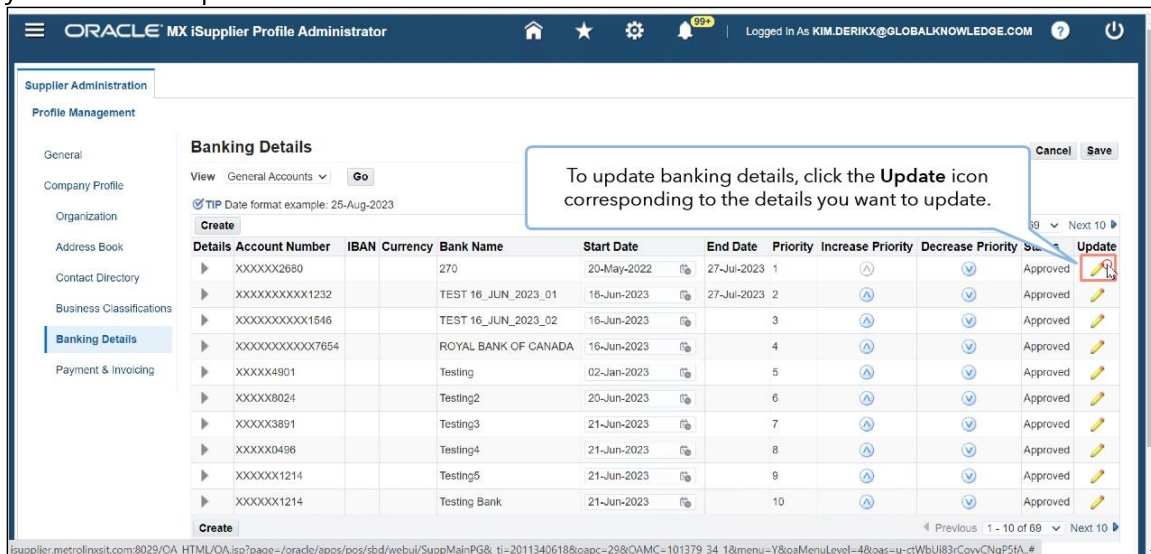 ORACLE MX iSupplier Profile Administrator 99+ Logged In As KIM.DERIKX@GLOBALKNOWLEDGE.COM ?
Supplier Administration
Profile Management
General
Company Profile
Organization
Address Book
Contact Directory
Business Classifications
Banking Details
Payment & Invoicing
Banking Details
Cancel Save
View General Accounts Go
To update banking details, click the Update icon
corresponding to the details you want to update.
TIP Date format example: 25-Aug-2023
Create 69 Next 10
Details Account Number IBAN Currency Bank Name Start Date End Date Priority Increase Priority Decrease Priority Update
XXXXXX2680 270 20-May-2022 27-Jul-2023 1 Approved
XXXXXXXXXX1232 TEST 16_JUN_2023_01 16-Jun-2023 27-Jul-2023 2 Approved
XXXXXXXXXX1546 TEST 16_JUN_2023_02 16-Jun-2023 3 Approved
XXXXXXXXXXX7654 ROYAL BANK OF CANADA 16-Jun-2023 4 Approved
XXXXX4901 Testing 02-Jan-2023 5 Approved
XXXXX8024 Testing2 20-Jun-2023 6 Approved
XXXXX3891 Testing3 21-Jun-2023 7 Approved
XXXXX0496 Testing4 21-Jun-2023 8 Approved
XXXXXX1214 Testing5 21-Jun-2023 9 Approved
XXXXXX1214 Testing Bank 21-Jun-2023 10 Approved
Create Previous 1 - 10 of 69 Next 10